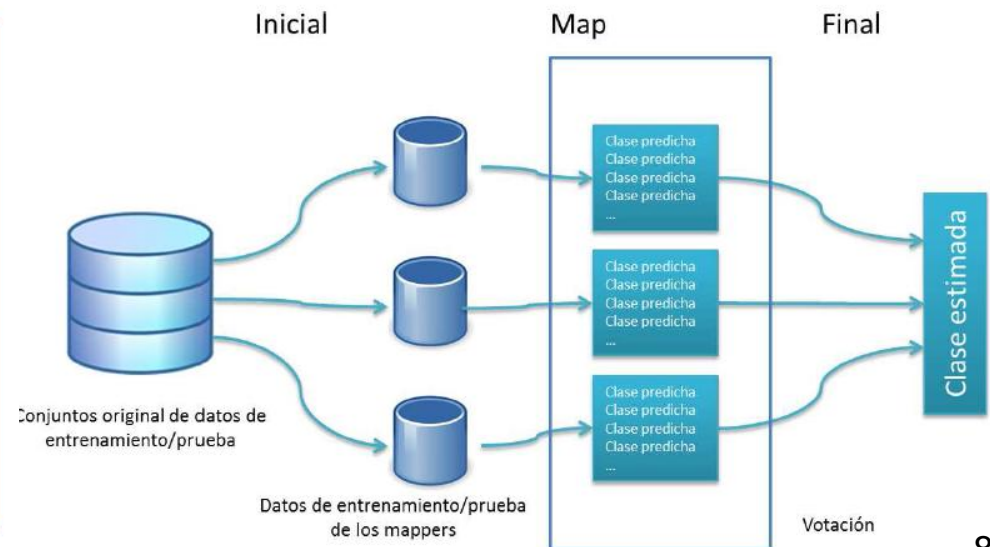 Inicial
Map
Final
Clase predicha
Clase predicha
Clase predicha
Clase predicha
...
Clase predicha
Clase predicha
Clase predicha
Clase predicha
...
Clase predicha
Clase predicha
Clase predicha
Clase predicha
...
Clase estimada
Conjuntos original de datos de
entrenamiento/prueba
Datos de entrenamiento/prueba
de los mappers
Votación